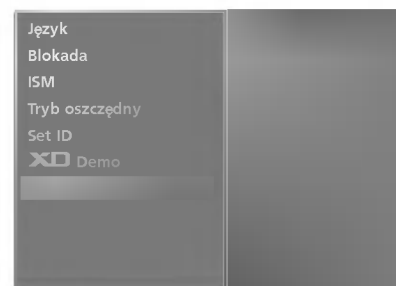 Język
Blokada
ISM
Tryb oszczędny
Set ID
XD Demo